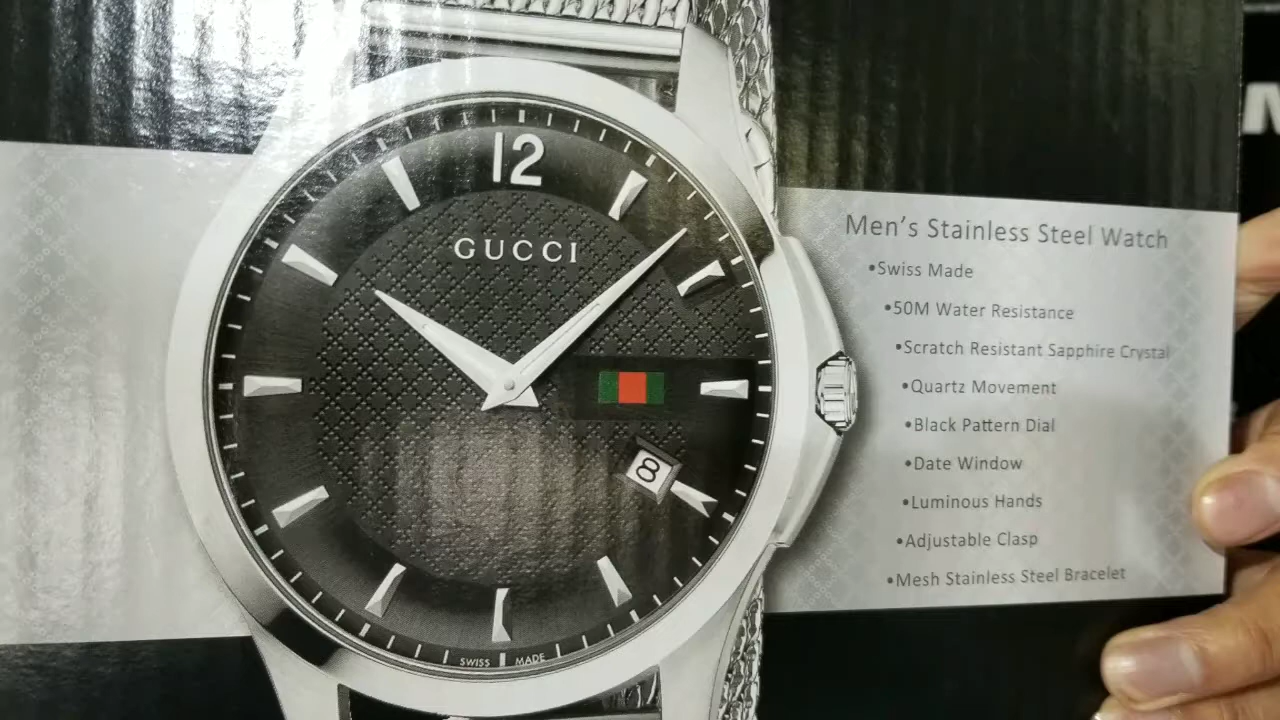 12
GUCCI
8
SWISS MADE
Men's Stainless Steel Watch
•Swiss Made
•50M Water Resistance
•Scratch Resistant Sapphire Crystal
•Quartz Movement
•Black Pattern Dial
•Date Window
•Luminous Hands
•Adjustable Clasp
•Mesh Stainless Steel Bracelet